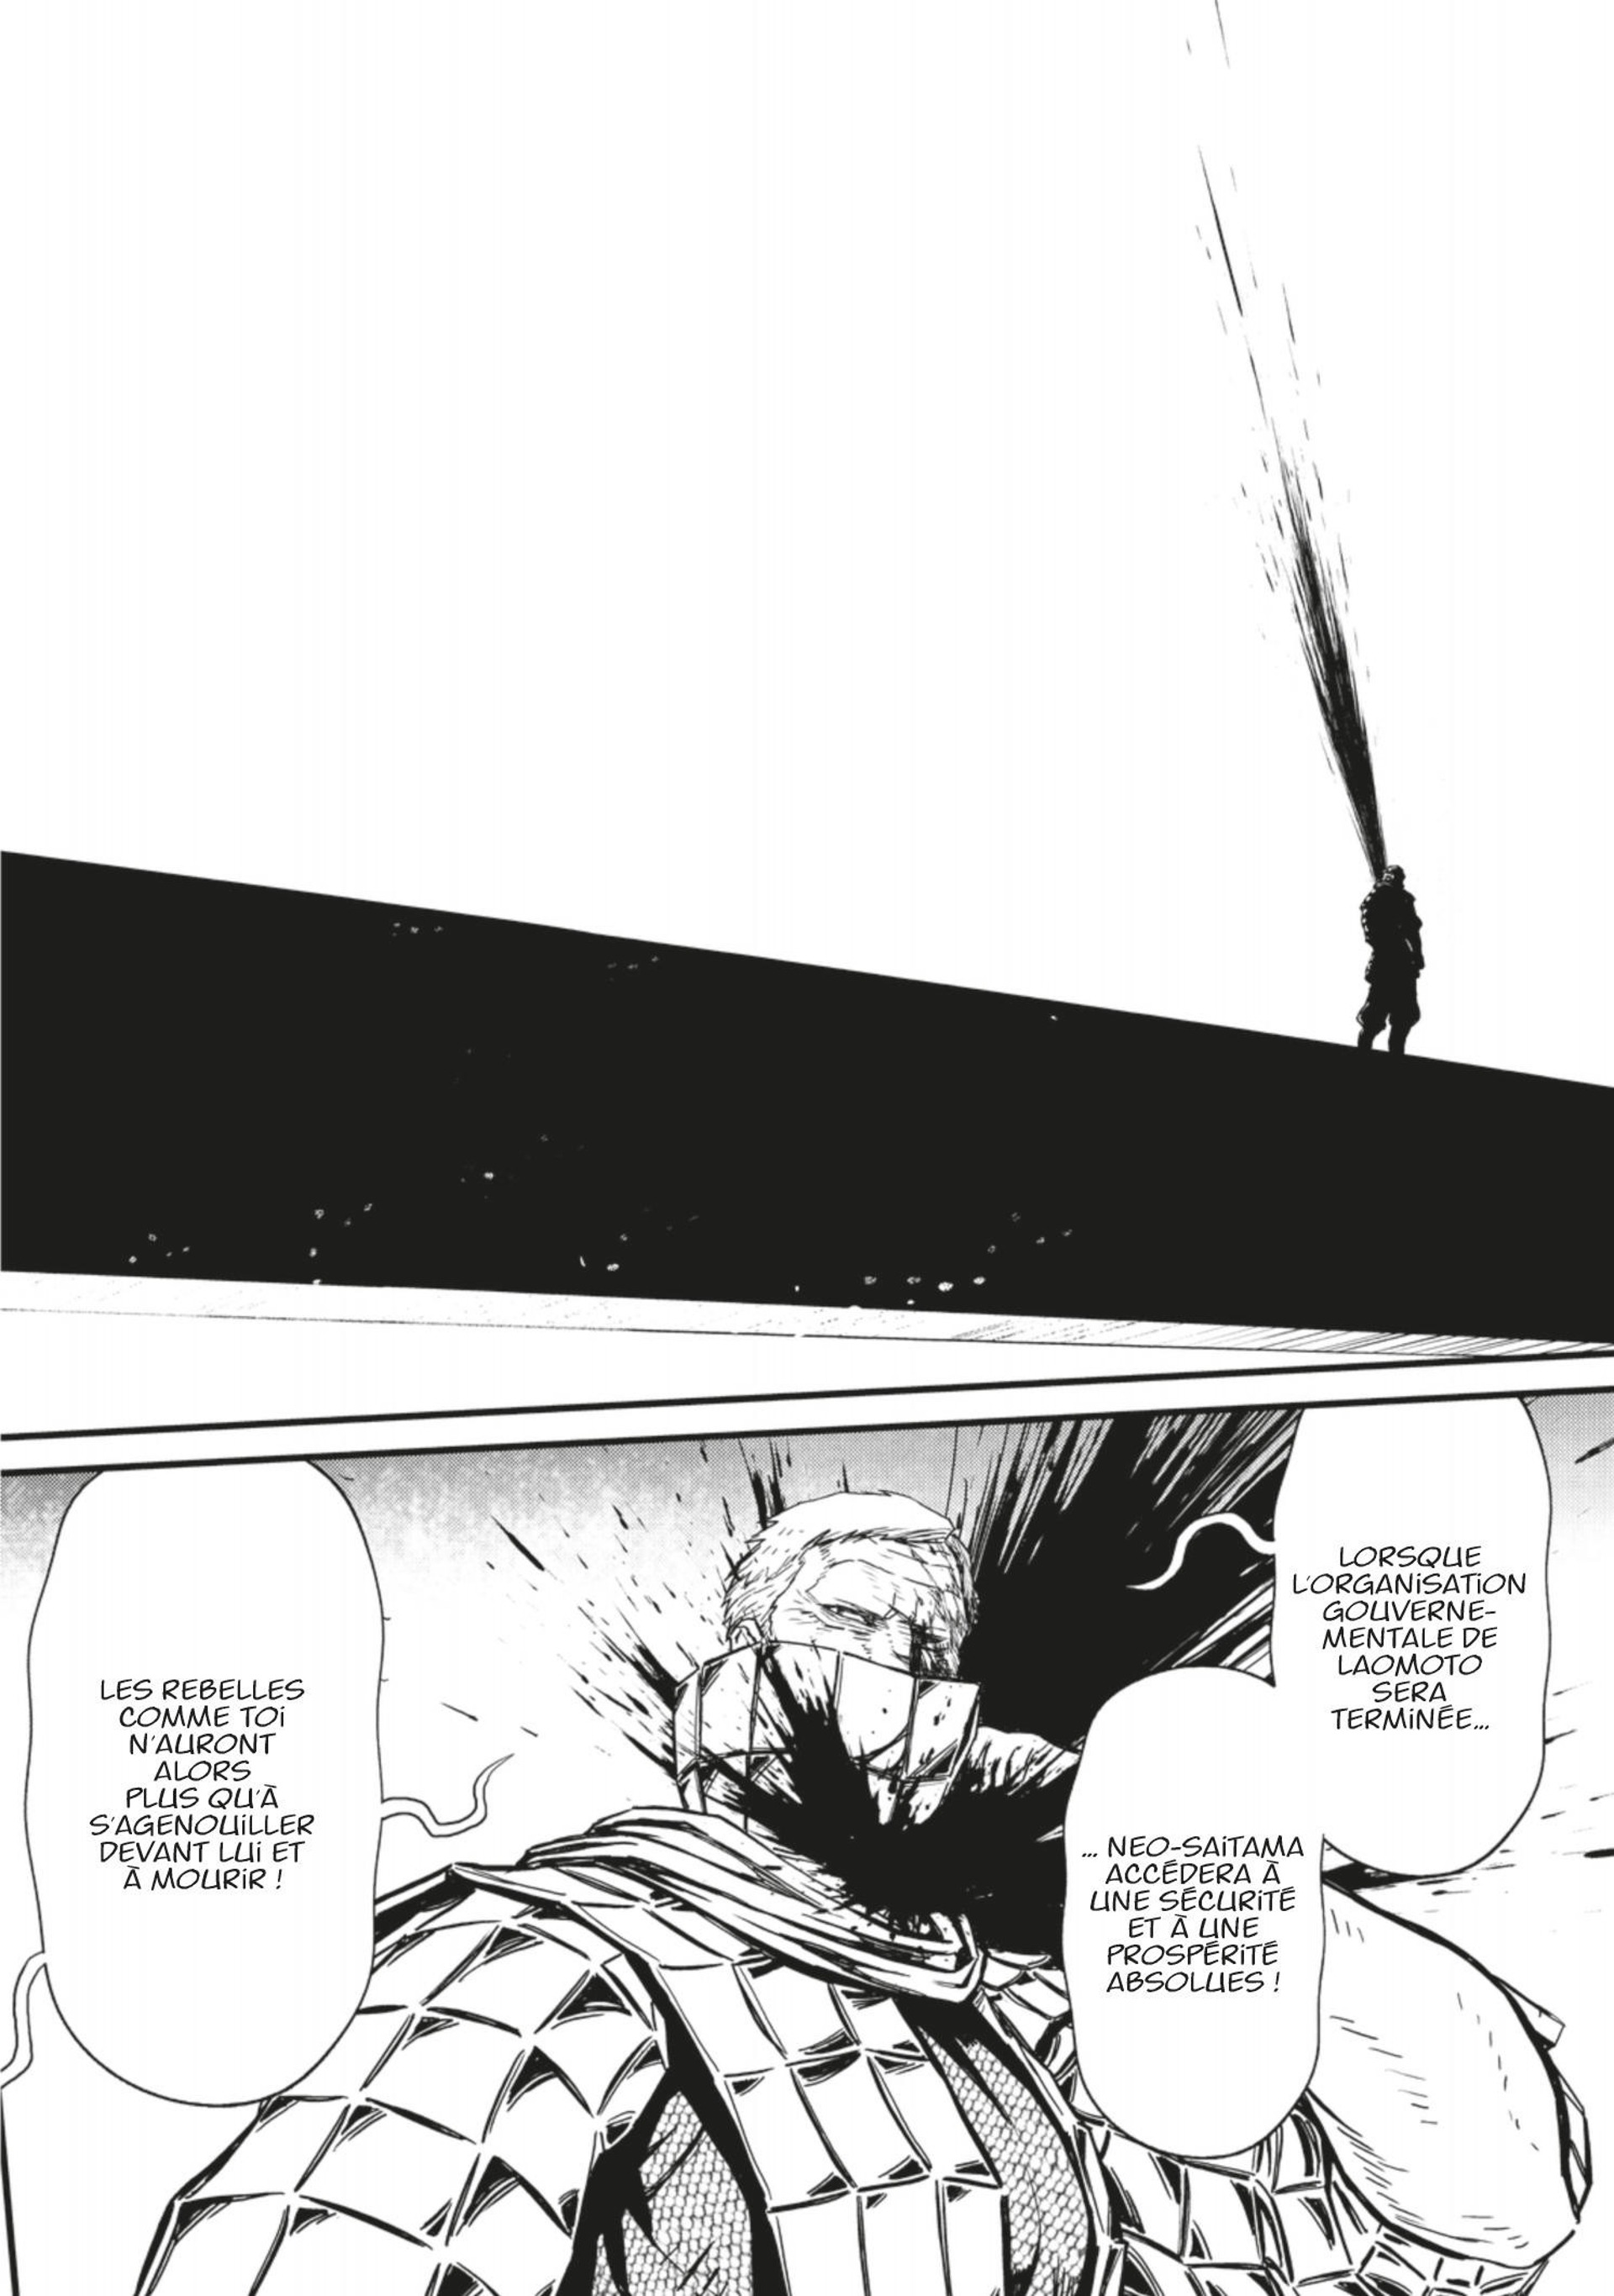 LORSQUE
L'ORGANISATION
GOUVERNE-
MENTALE DE
LAOMOTO
SERA
TERMINÉE...
... NEO-SAITAMA
ACCÉDERA À
UNE SÉCURITÉ
ET À UNE
PROSPÉRITÉ
ABSOLUES !
LES REBELLES
COMME TOI
N'AURONT
ALORS
PLUS QU'À
S'AGENOUILLER
DEVANT LUI ET
À MOURIR !